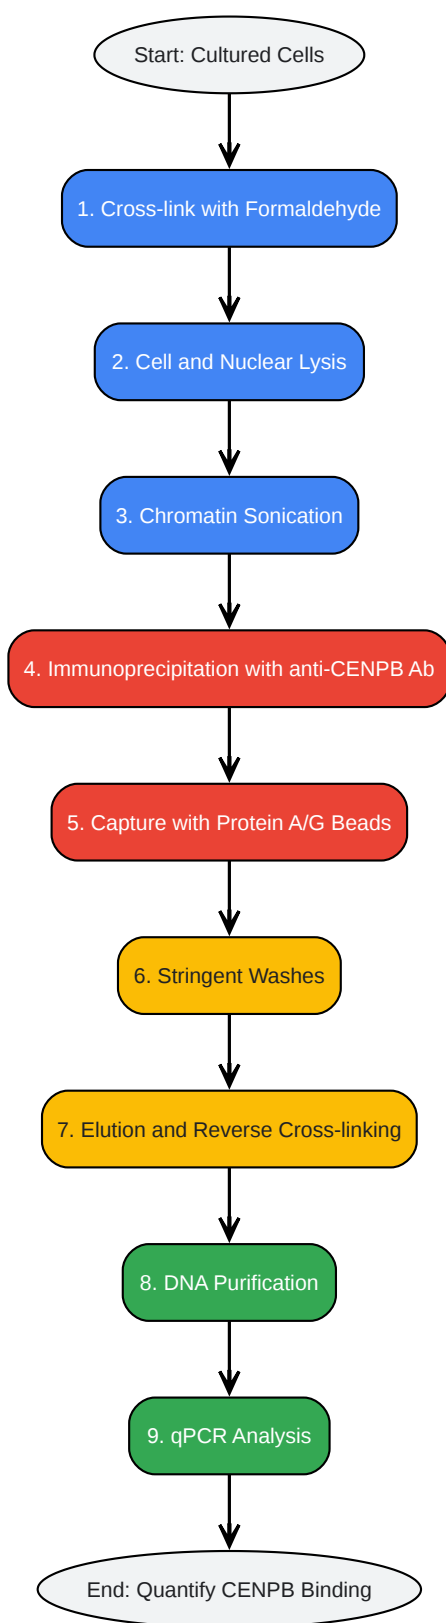 Start: Cultured Cells
1. Cross-link with Formaldehyde
2. Cell and Nuclear Lysis
3. Chromatin Sonication
4. Immunoprecipitation with anti-CENPB Ab
5. Capture with Protein A/G Beads
6. Stringent Washes
7. Elution and Reverse Cross-linking
8. DNA Purification
9. qPCR Analysis
End: Quantify CENPB Binding